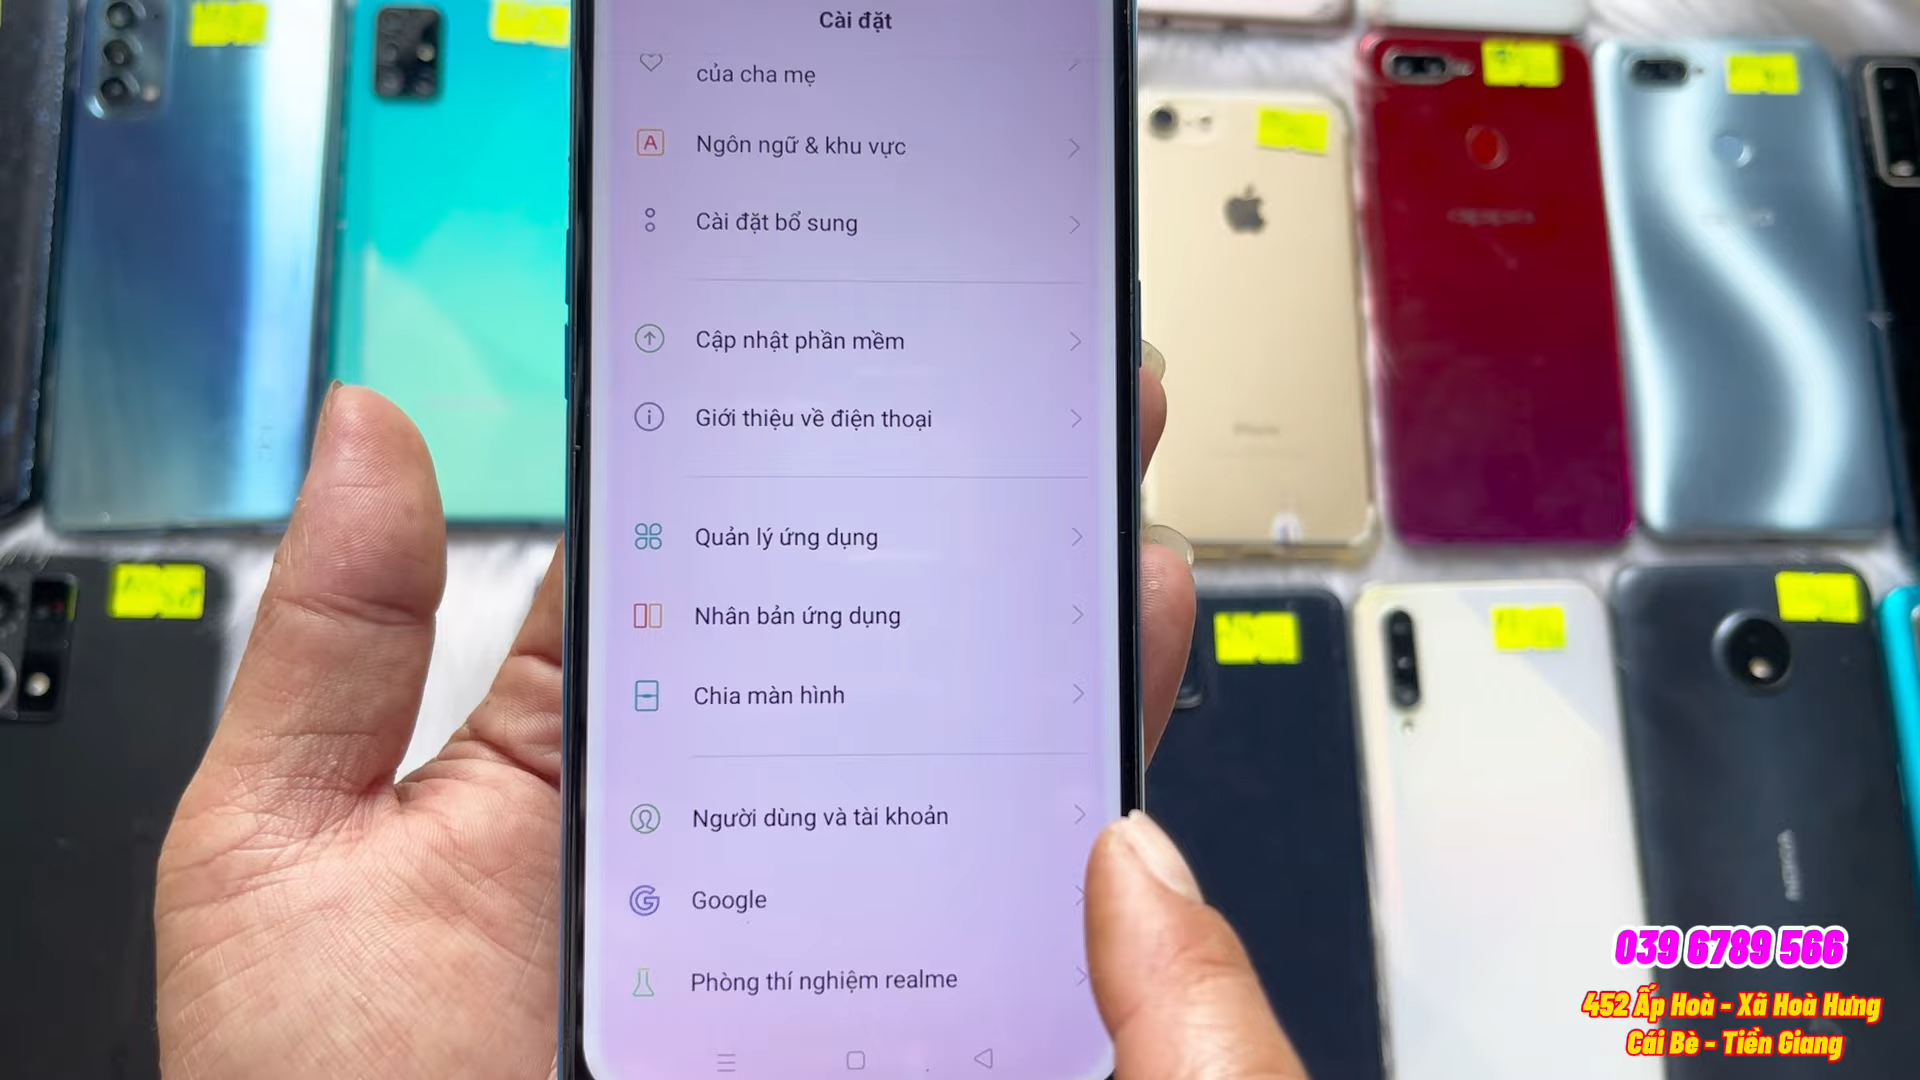 Cài đặt
của cha mẹ
Ngôn ngữ & khu vực
Cài đặt bổ sung
Cập nhật phần mềm
Giới thiệu về điện thoại
Quản lý ứng dụng
Nhân bản ứng dụng
Chia màn hình
Người dùng và tài khoản
Google
Phòng thí nghiệm realme
oppo
NOKIA
039 6789 566
452 Ấp Hoà - Xã Hoà Hưng
Cái Bè - Tiền Giang